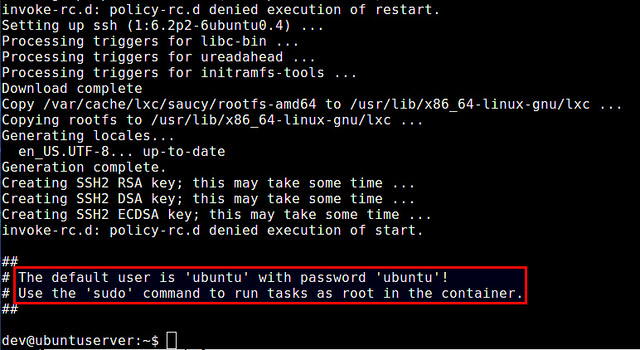 invoke-rc.d: policy-rc.d denied execution of restart.
Setting up ssh (1:6.2p2-6ubuntu0.4) ...
Processing triggers for libc-bin ...
Processing triggers for ureadahead ...
Processing triggers for initramfs-tools ...
Download complete
Copy /var/cache/lxc/saucy/rootfs-amd64 to /usr/lib/x86_64-linux-gnu/lxc ...
Copying rootfs to /usr/lib/x86_64-linux-gnu/lxc ...
Generating locales...
  en_US.UTF-8... up-to-date
Generation complete.
Creating SSH2 RSA key; this may take some time ...
Creating SSH2 DSA key; this may take some time ...
Creating SSH2 ECDSA key; this may take some time ...
invoke-rc.d: policy-rc.d denied execution of start.
##
# The default user is 'ubuntu' with password 'ubuntu'!
# Use the 'sudo' command to run tasks as root in the container.
##
dev@ubuntuserver:~$